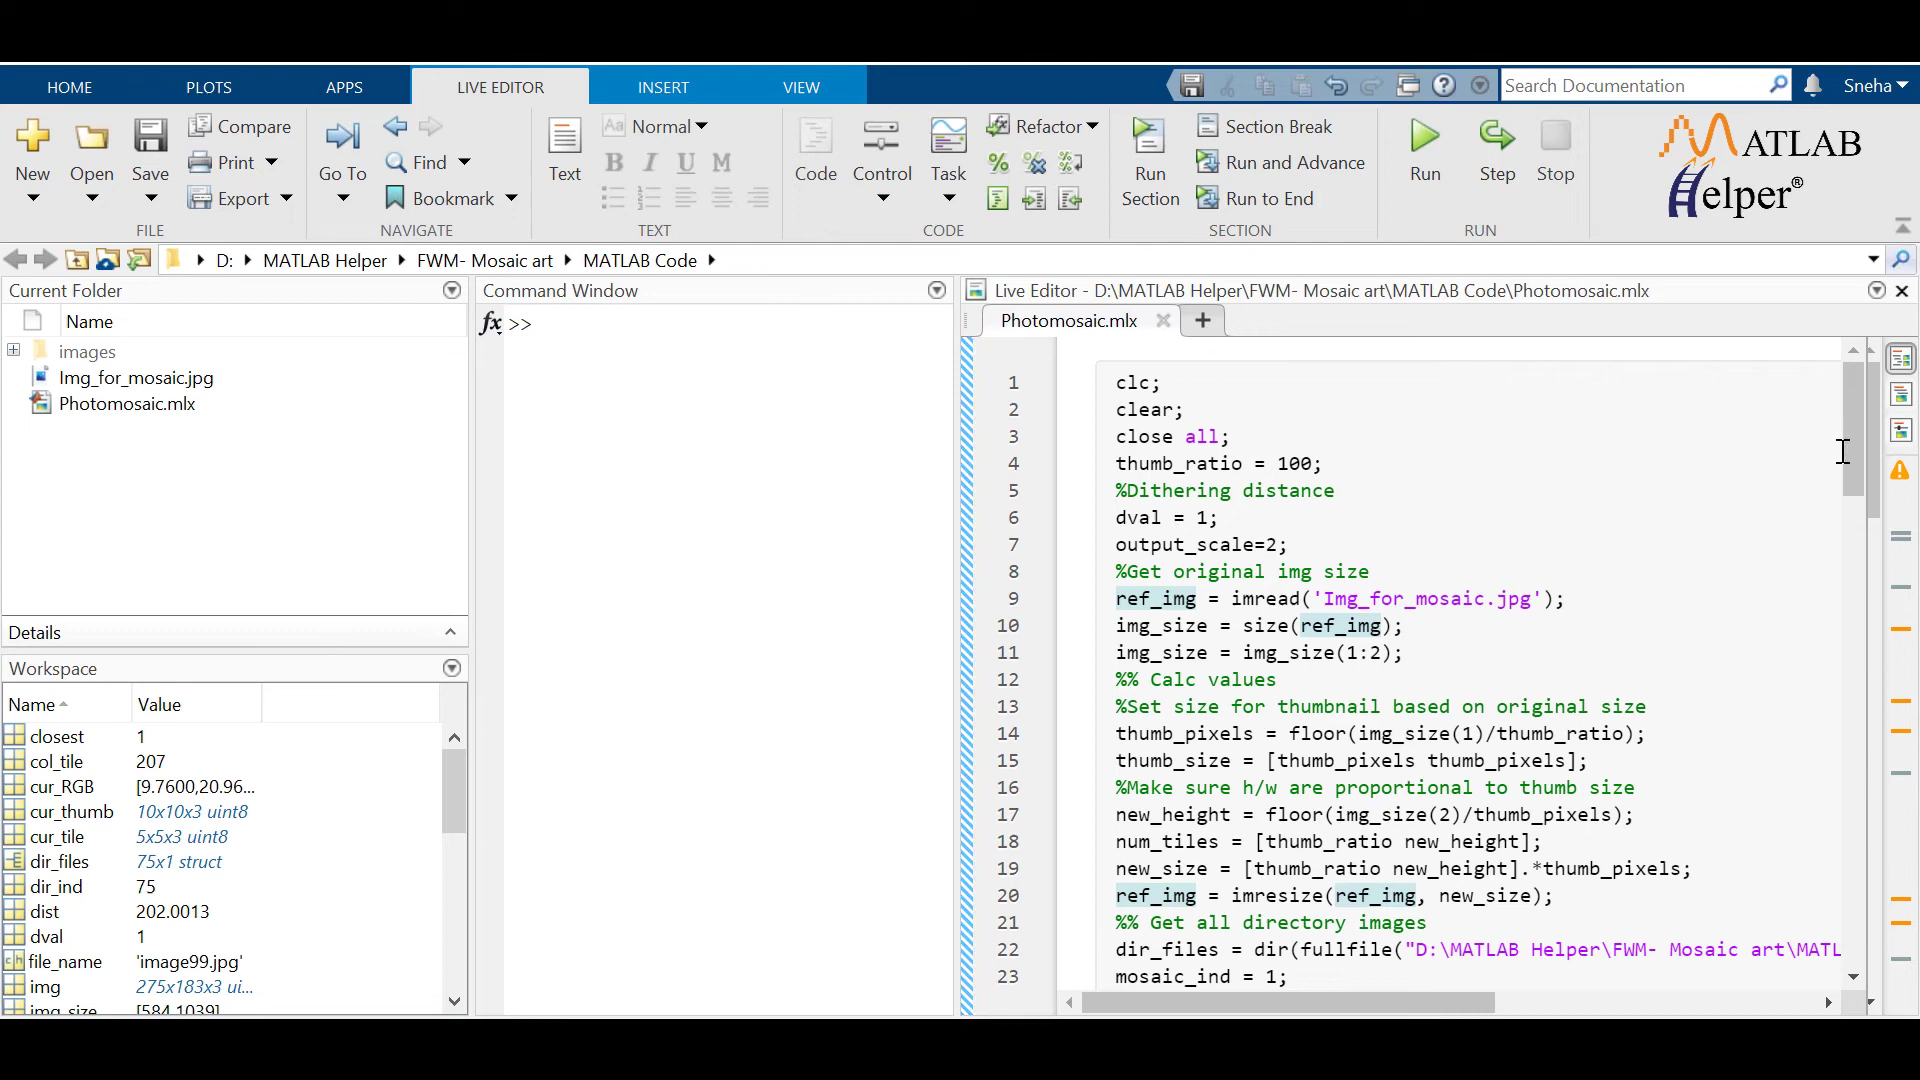 HOME PLOTS APPS LIVE EDITOR INSERT VIEW Search Documentation Sneha
New Open Save Compare Print Export FILE
Go To Find Bookmark NAVIGATE
Text Aa Normal B I U M TEXT
Code Control Task Refactor CODE
Run Section Section Break Run and Advance Run to End SECTION
Run Step Stop RUN
MATLAB
Helper®
D: MATLAB Helper FWM- Mosaic art MATLAB Code
Current Folder
Name
images
Img_for_mosaic.jpg
Photomosaic.mlx
Details
Workspace
Name Value
closest 1
col_tile 207
cur_RGB [9.7600,20.96...
cur_thumb 10x10x3 uint8
cur_tile 5x5x3 uint8
dir_files 75x1 struct
dir_ind 75
dist 202.0013
dval 1
file_name 'image99.jpg'
img 275x183x3 ui...
img_size [584,1039]
Command Window
fx >>
Live Editor - D:\MATLAB Helper\FWM- Mosaic art\MATLAB Code\Photomosaic.mlx
Photomosaic.mlx
1 clc;
2 clear;
3 close all;
4 thumb_ratio = 100;
5 %Dithering distance
6 dval = 1;
7 output_scale=2;
8 %Get original img size
9 ref_img = imread('Img_for_mosaic.jpg');
10 img_size = size(ref_img);
11 img_size = img_size(1:2);
12 %% Calc values
13 %Set size for thumbnail based on original size
14 thumb_pixels = floor(img_size(1)/thumb_ratio);
15 thumb_size = [thumb_pixels thumb_pixels];
16 %Make sure h/w are proportional to thumb size
17 new_height = floor(img_size(2)/thumb_pixels);
18 num_tiles = [thumb_ratio new_height];
19 new_size = [thumb_ratio new_height].*thumb_pixels;
20 ref_img = imresize(ref_img, new_size);
21 %% Get all directory images
22 dir_files = dir(fullfile("D:\MATLAB Helper\FWM- Mosaic art\MATL
23 mosaic_ind = 1;